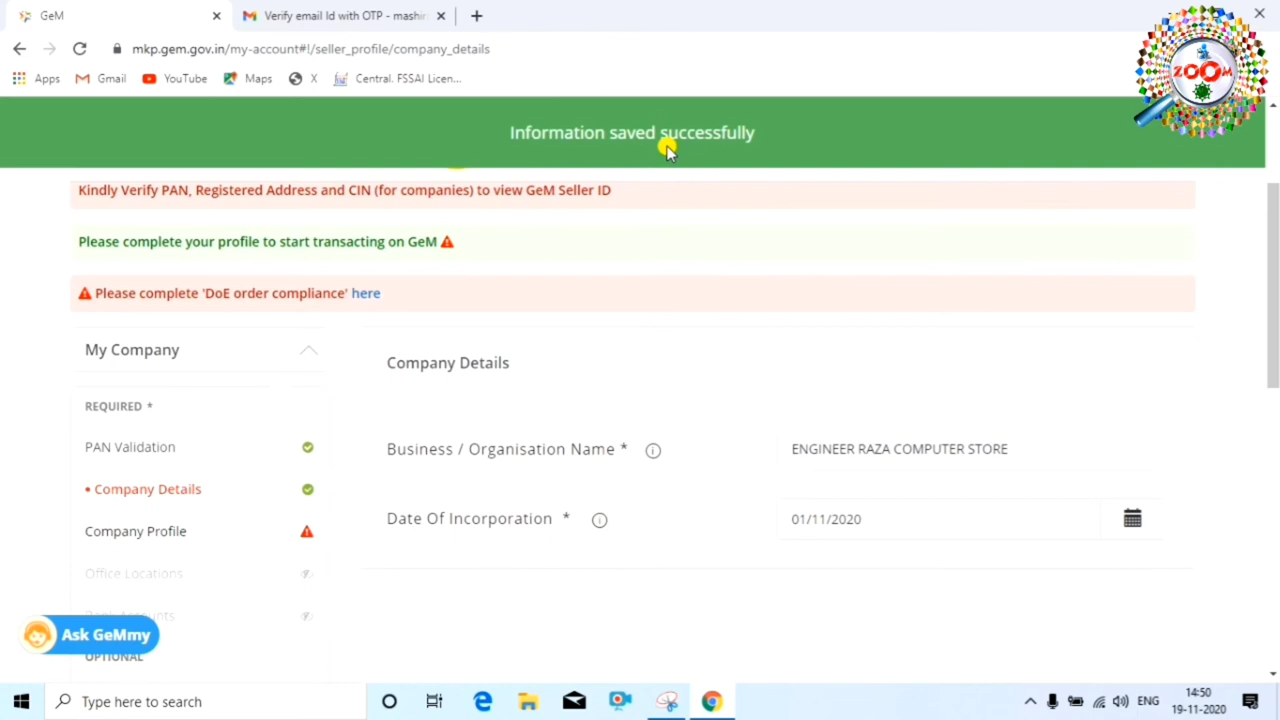 GeM
Verify email Id with OTP - mashir
mkp.gem.gov.in/my-account#!/seller_profile/company_details
Apps
Gmail
YouTube
Maps
X
Central. FSSAI Licen...
ZOOM
Information saved successfully
Kindly Verify PAN, Registered Address and CIN (for companies) to view GeM Seller ID
Please complete your profile to start transacting on GeM
Please complete 'DoE order compliance' here
My Company
REQUIRED *
PAN Validation
• Company Details
Company Profile
Office Locations
Bank Accounts
OPTIONAL
Company Details
Business / Organisation Name *
ENGINEER RAZA COMPUTER STORE
Date Of Incorporation *
01/11/2020
Ask GeMmy
Type here to search
ENG
14:50
19-11-2020